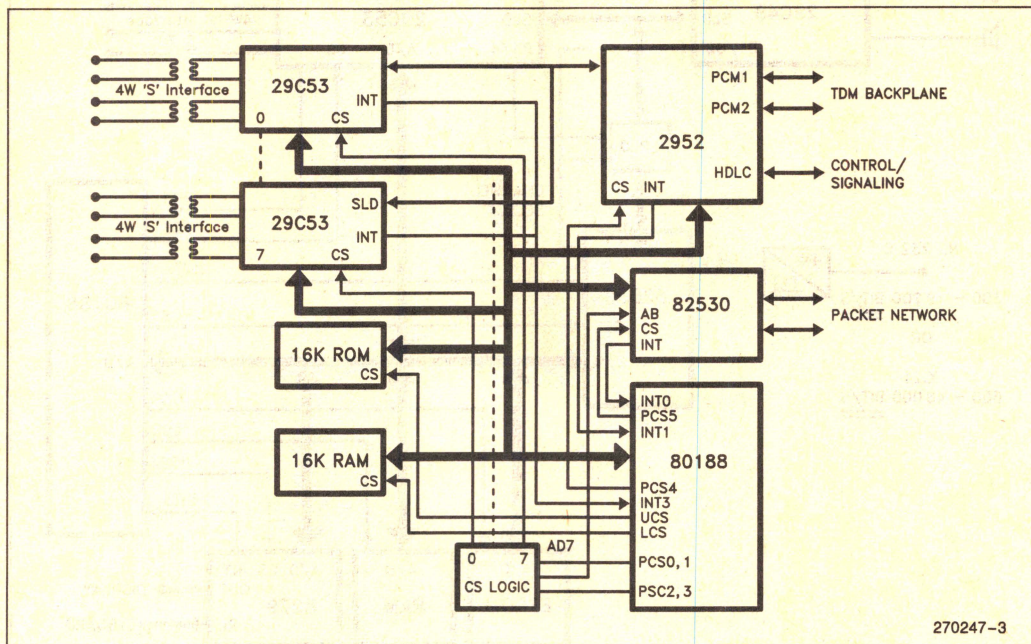 4W 'S' Interface
29C53
INT
CS
0
4W 'S' Interface
29C53
SLD
INT
CS
7
16K ROM
CS
16K RAM
CS
0
7
AD7
CS LOGIC
2952
PCM1
PCM2
HDLC
CS
INT
TDM BACKPLANE
CONTROL/
SIGNALING
82530
AB
CS
INT
PACKET NETWORK
80188
INT0
PCS5
INT1
PCS4
INT3
UCS
LCS
PCS0,1
PSC2,3
270247-3